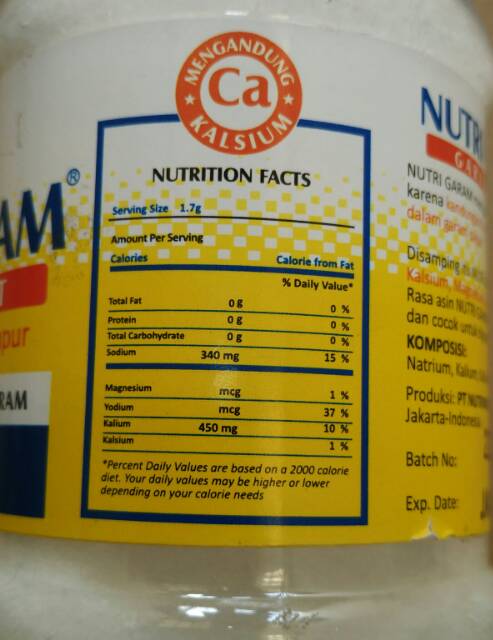 MENGANDUNG
Ca
KALSIUM
NUTRITION FACTS
Serving Size 1.7g
Amount Per Serving
Calories Calorie from Fat
% Daily Value*
Total Fat 0 g 0 %
Protein 0 g 0 %
Total Carbohydrate 0 g 0 %
Sodium 340 mg 15 %
Magnesium mcg 1 %
Yodium mcg 37 %
Kalium 450 mg 10 %
Kalsium 1 %
*Percent Daily Values are based on a 2000 calorie
diet. Your daily values may be higher or lower
depending on your calorie needs
AM®
T
pur
RAM
NUTRI
GA
NUTRI GARAM
karena
dalam garam
Disamping
Kalsium,
Rasa asin NUTRI
dan cocok untuk
KOMPOSISI:
Natrium, Kalium,
Produksi: PT
Jakarta-Indonesia
Batch No:
Exp. Date: